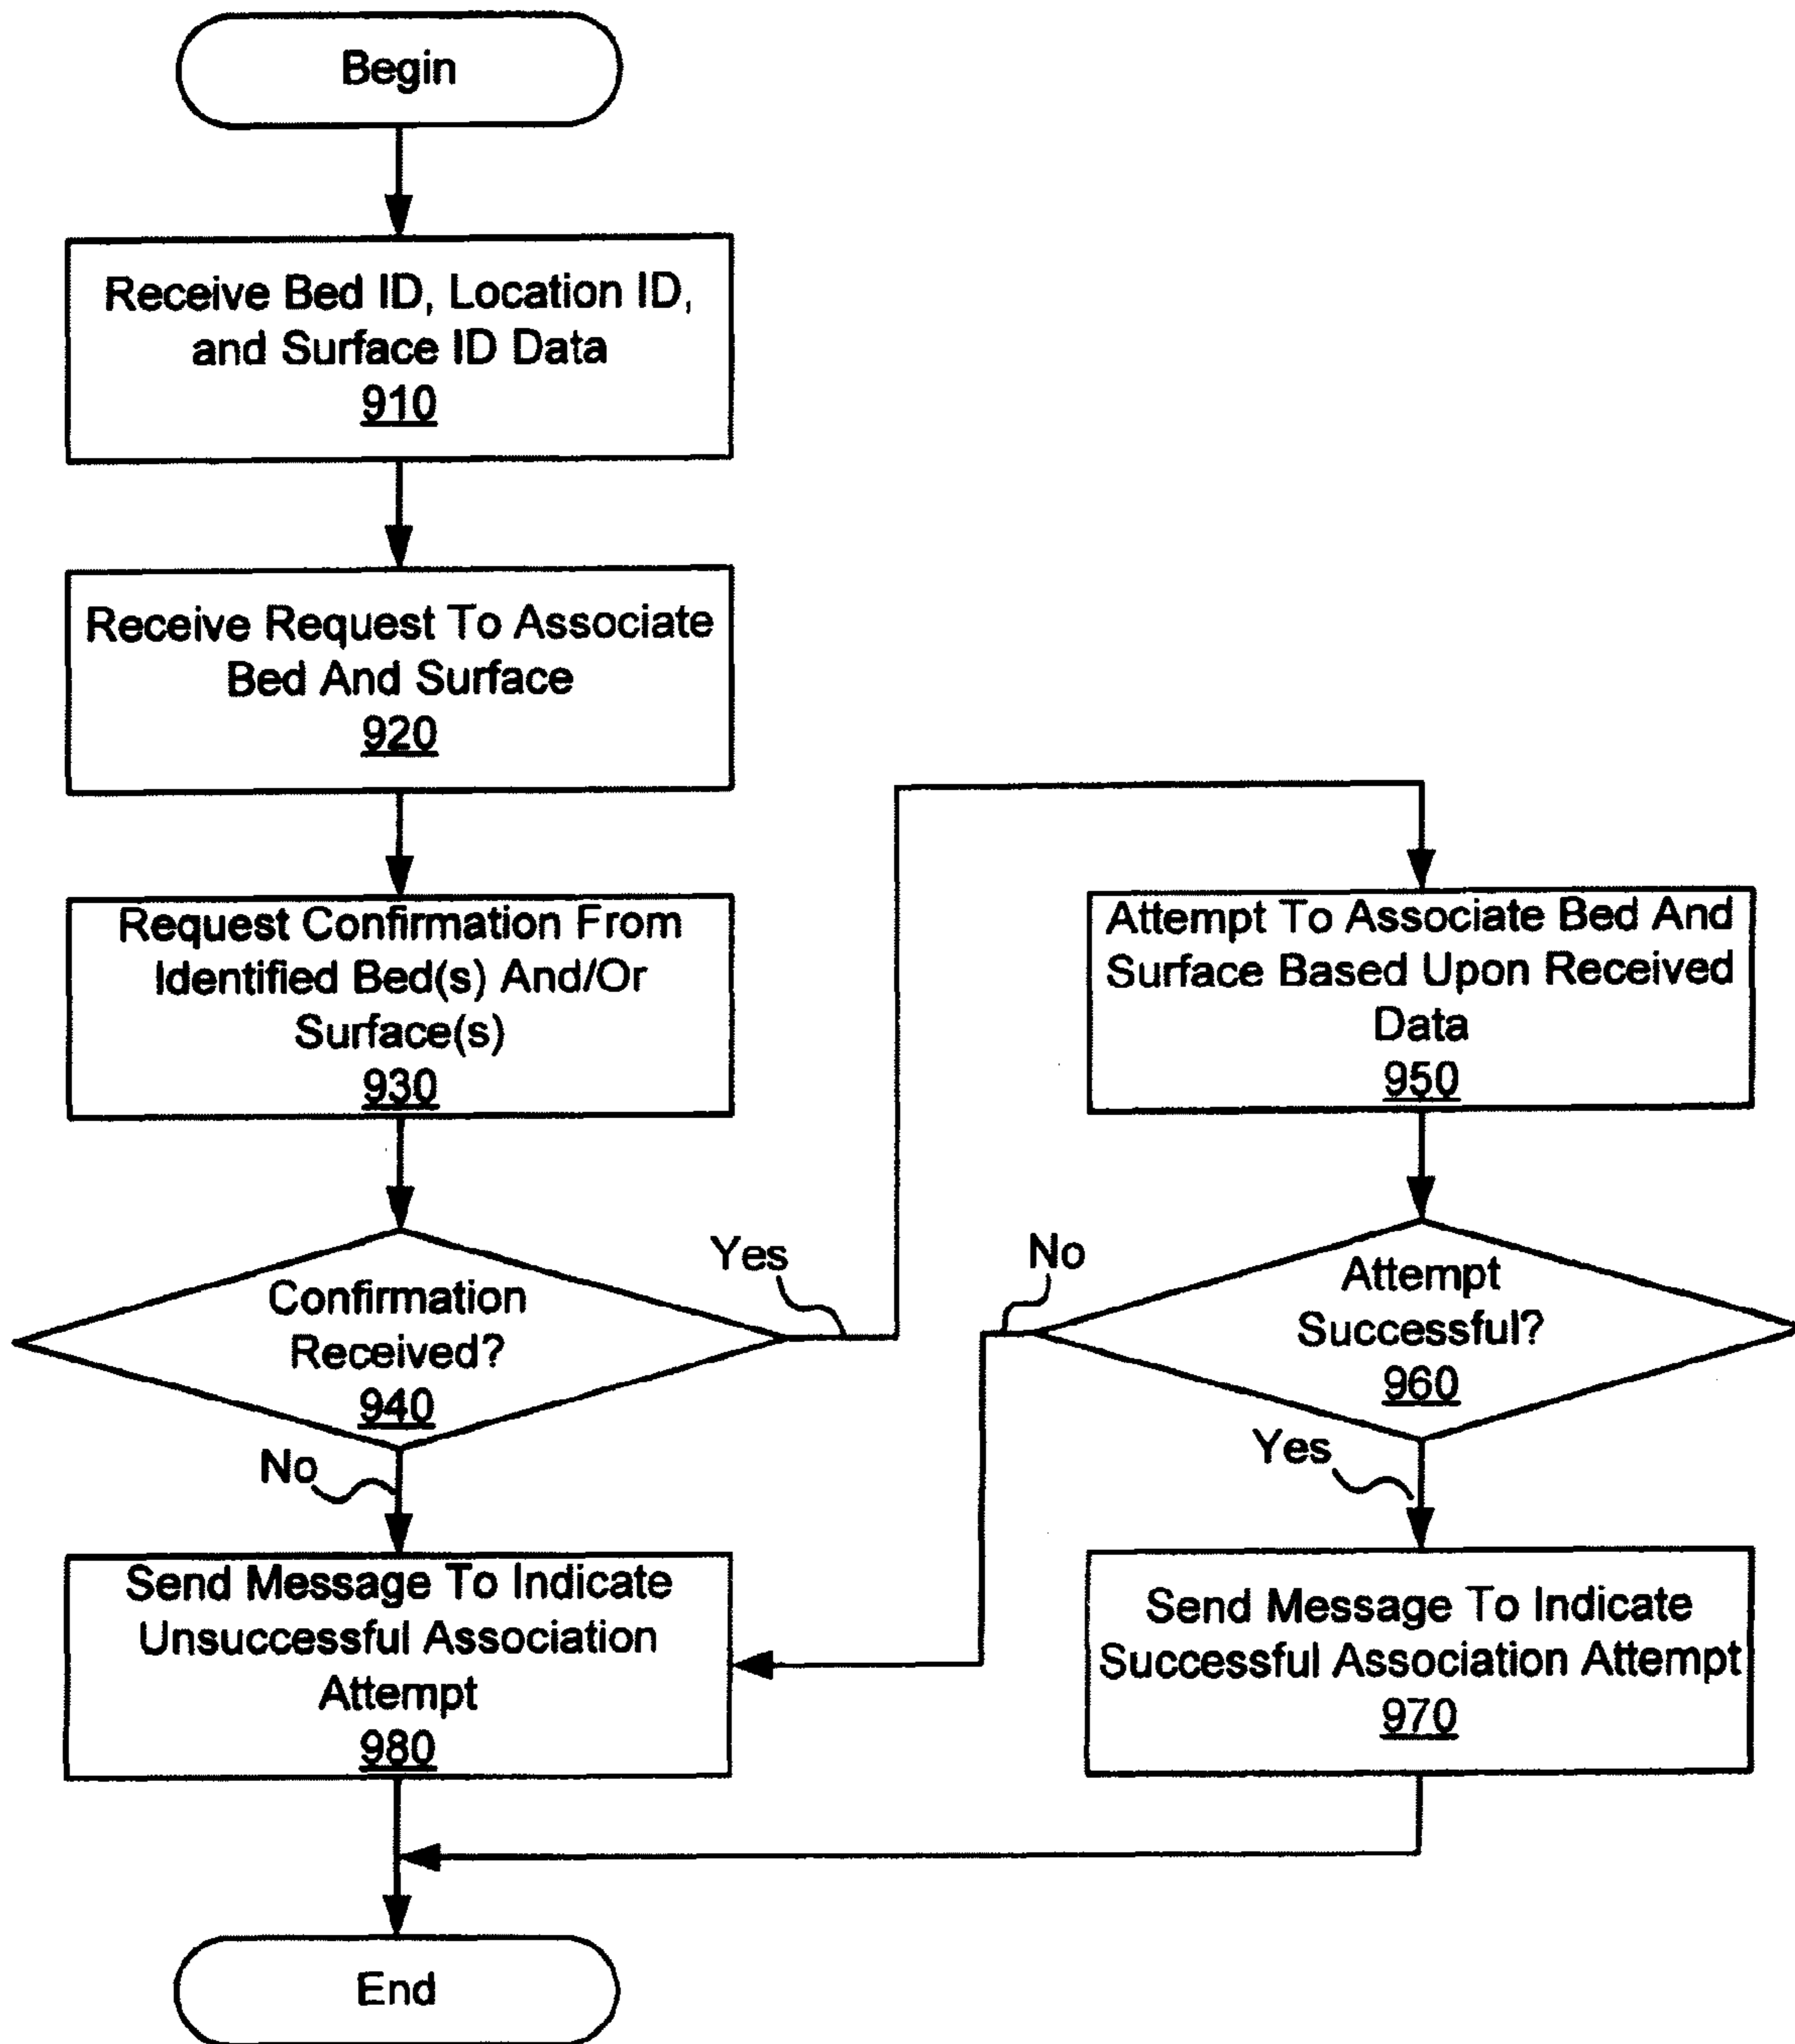 Begin
Receive Bed ID, Location ID,
and Surface ID Data
910
Receive Request To Associate
Bed And Surface
920
Request Confirmation From
Identified Bed(s) And/Or
Surface(s)
930
Confirmation
Received?
940
Yes
No
Attempt To Associate Bed And
Surface Based Upon Received
Data
950
Attempt
Successful?
960
No
Yes
Send Message To Indicate
Unsuccessful Association
Attempt
980
Send Message To Indicate
Successful Association Attempt
970
End